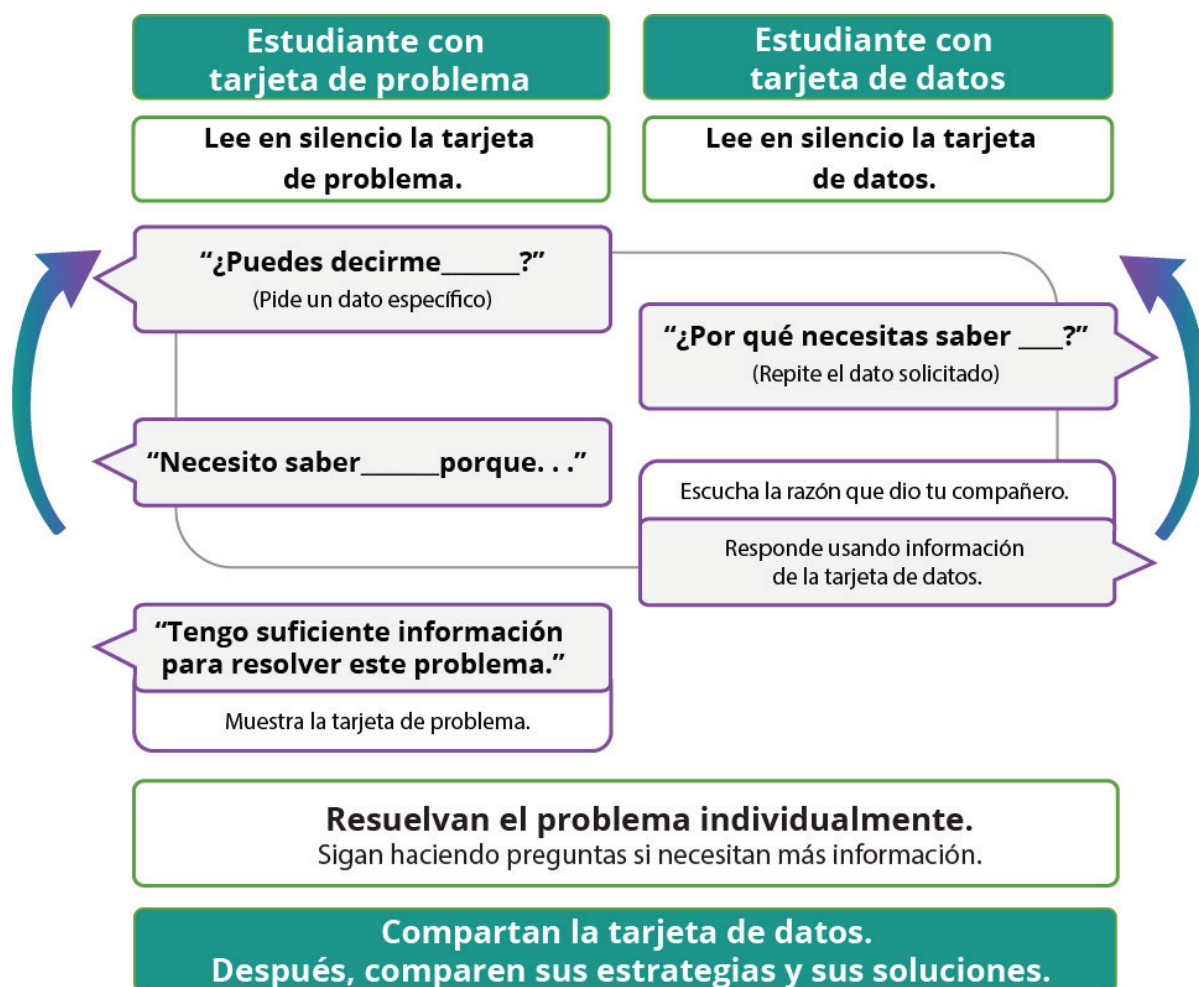 Estudiante con
tarjeta de problema
Estudiante con
tarjeta de datos
Lee en silencio la tarjeta
de problema.
Lee en silencio la tarjeta
de datos.
“¿Puedes decirme______?”
(Pide un dato específico)
“¿Por qué necesitas saber ___?”
(Repite el dato solicitado)
“Necesito saber______porque. . .”
Escucha la razón que dio tu compañero.
Responde usando información
de la tarjeta de datos.
“Tengo suficiente información
para resolver este problema.”
Muestra la tarjeta de problema.
Resuelvan el problema individualmente.
Sigan haciendo preguntas si necesitan más información.
Compartan la tarjeta de datos.
Después, comparen sus estrategias y sus soluciones.